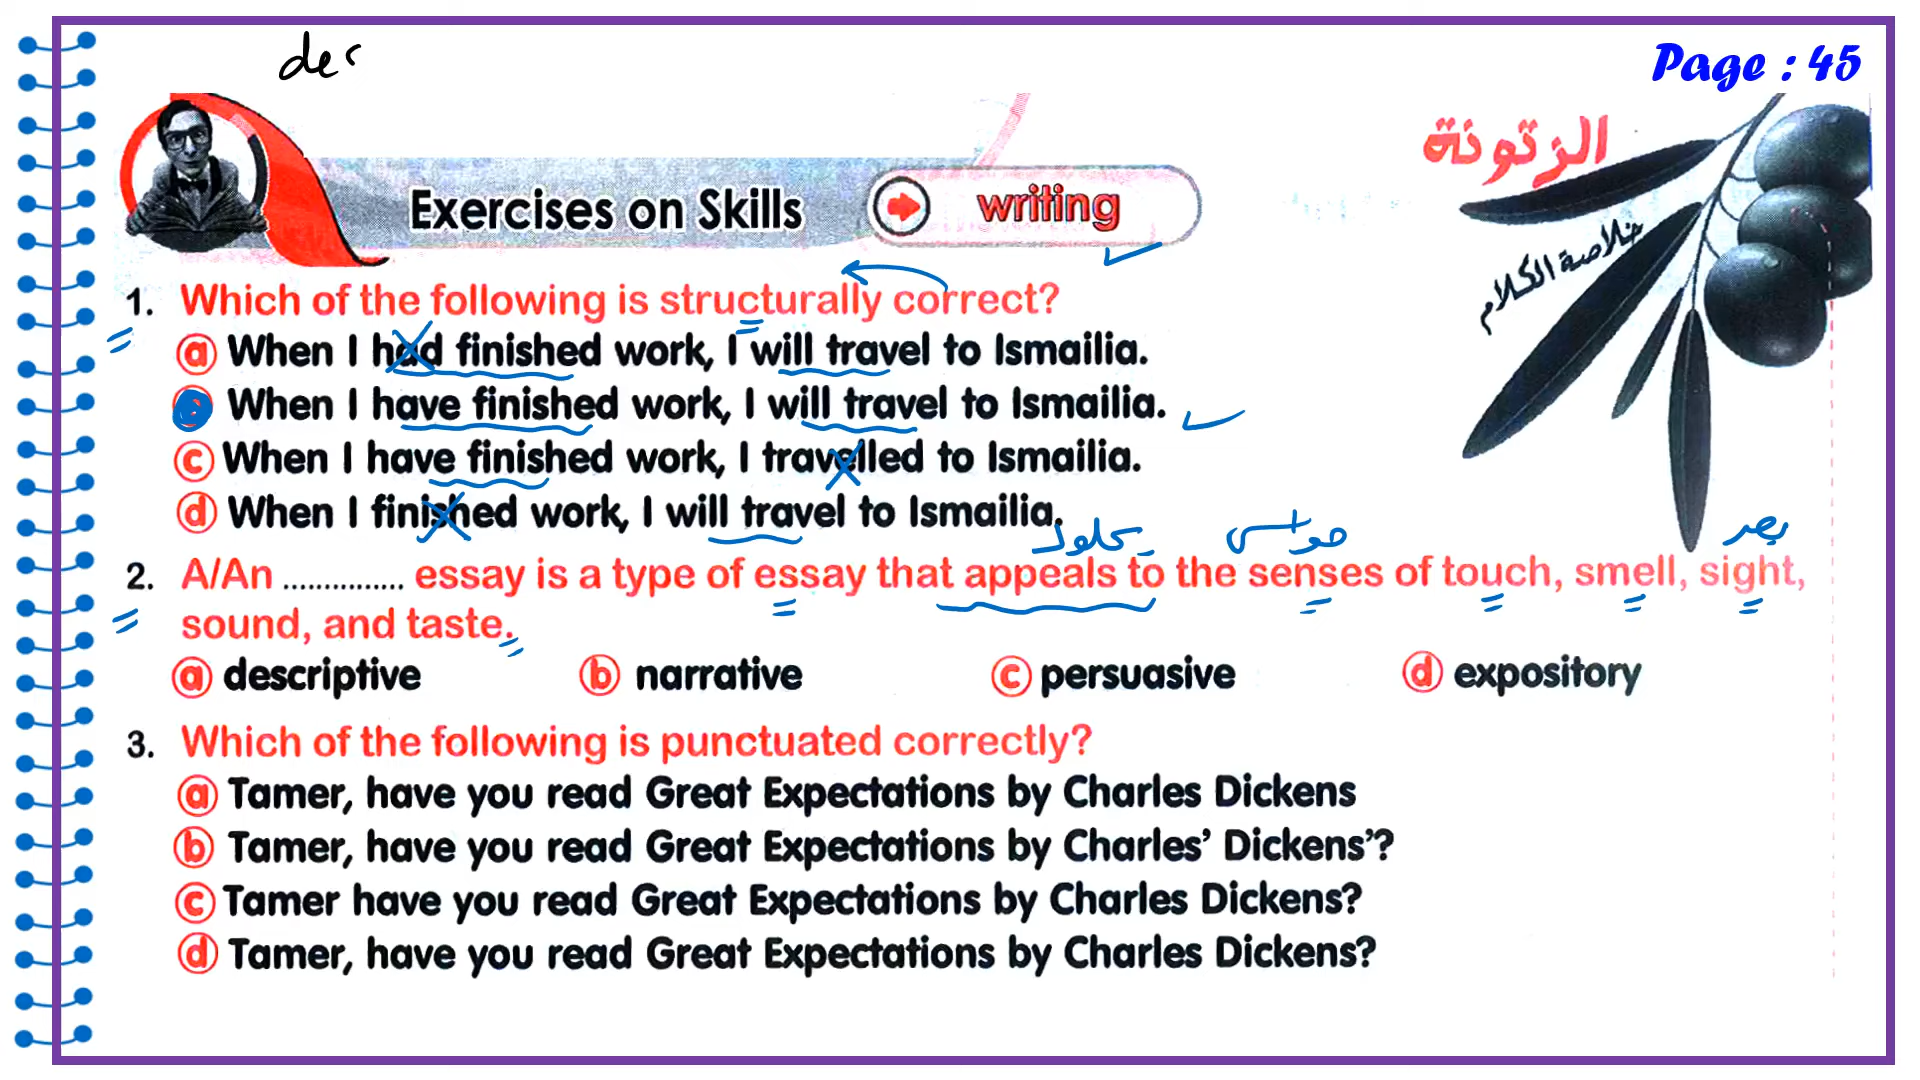 des
Page : 45
الزتونة
خلاصة الكلام
Exercises on Skills writing
1. Which of the following is structurally correct?
a When I had finished work, I will travel to Ismailia.
b When I have finished work, I will travel to Ismailia.
c When I have finished work, I travelled to Ismailia.
d When I finished work, I will travel to Ismailia.
حواس بصر
2. A/An ............... essay is a type of essay that appeals to the senses of touch, smell, sight,
sound, and taste.
a descriptive b narrative c persuasive d expository
3. Which of the following is punctuated correctly?
a Tamer, have you read Great Expectations by Charles Dickens
b Tamer, have you read Great Expectations by Charles’ Dickens’?
c Tamer have you read Great Expectations by Charles Dickens?
d Tamer, have you read Great Expectations by Charles Dickens?